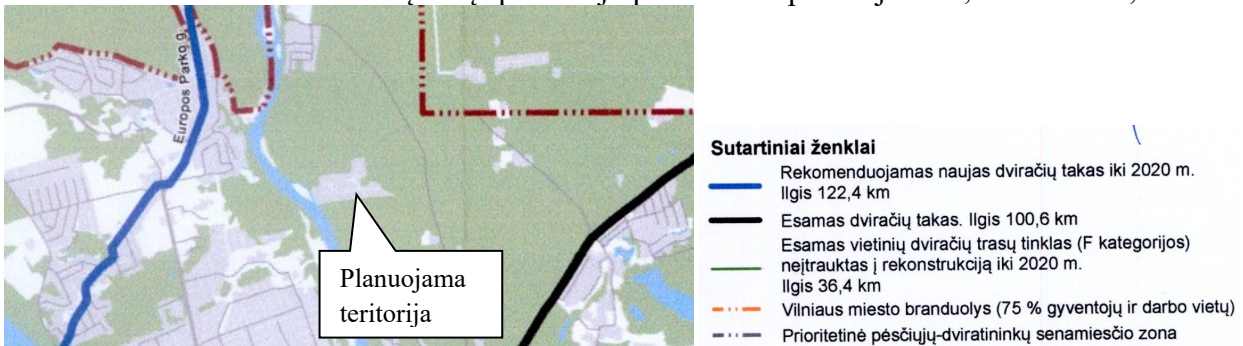 Europos Parko g.
Planuojama
teritorija
Sutartiniai ženklai
Rekomenduojamas naujas dviračių takas iki 2020 m.
Ilgis 122,4 km
Esamas dviračių takas. Ilgis 100,6 km
Esamas vietinių dviračių trasų tinklas (F kategorijos)
neįtrauktas į rekonstrukciją iki 2020 m.
Ilgis 36,4 km
Vilniaus miesto branduolys (75 % gyventojų ir darbo vietų)
Prioritetinė pėsčiųjų-dviratininkų senamiesčio zona